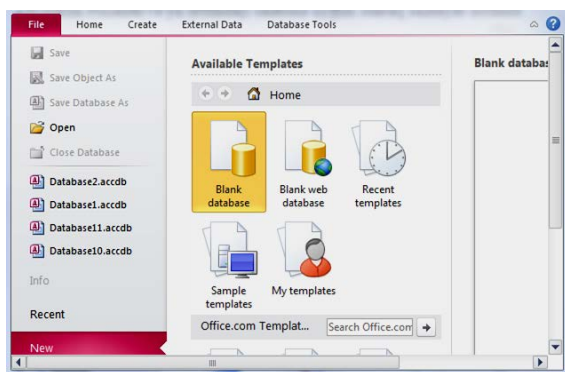 File Home Create External Data Database Tools
Save
Save Object As
Save Database As
Open
Close Database
Database2.accdb
Database1.accdb
Database11.accdb
Database10.accdb
Info
Recent
New
Available Templates
Home
Blank database
Blank web database
Recent templates
Sample templates
My templates
Office.com Templat... Search Office.com
Blank databas